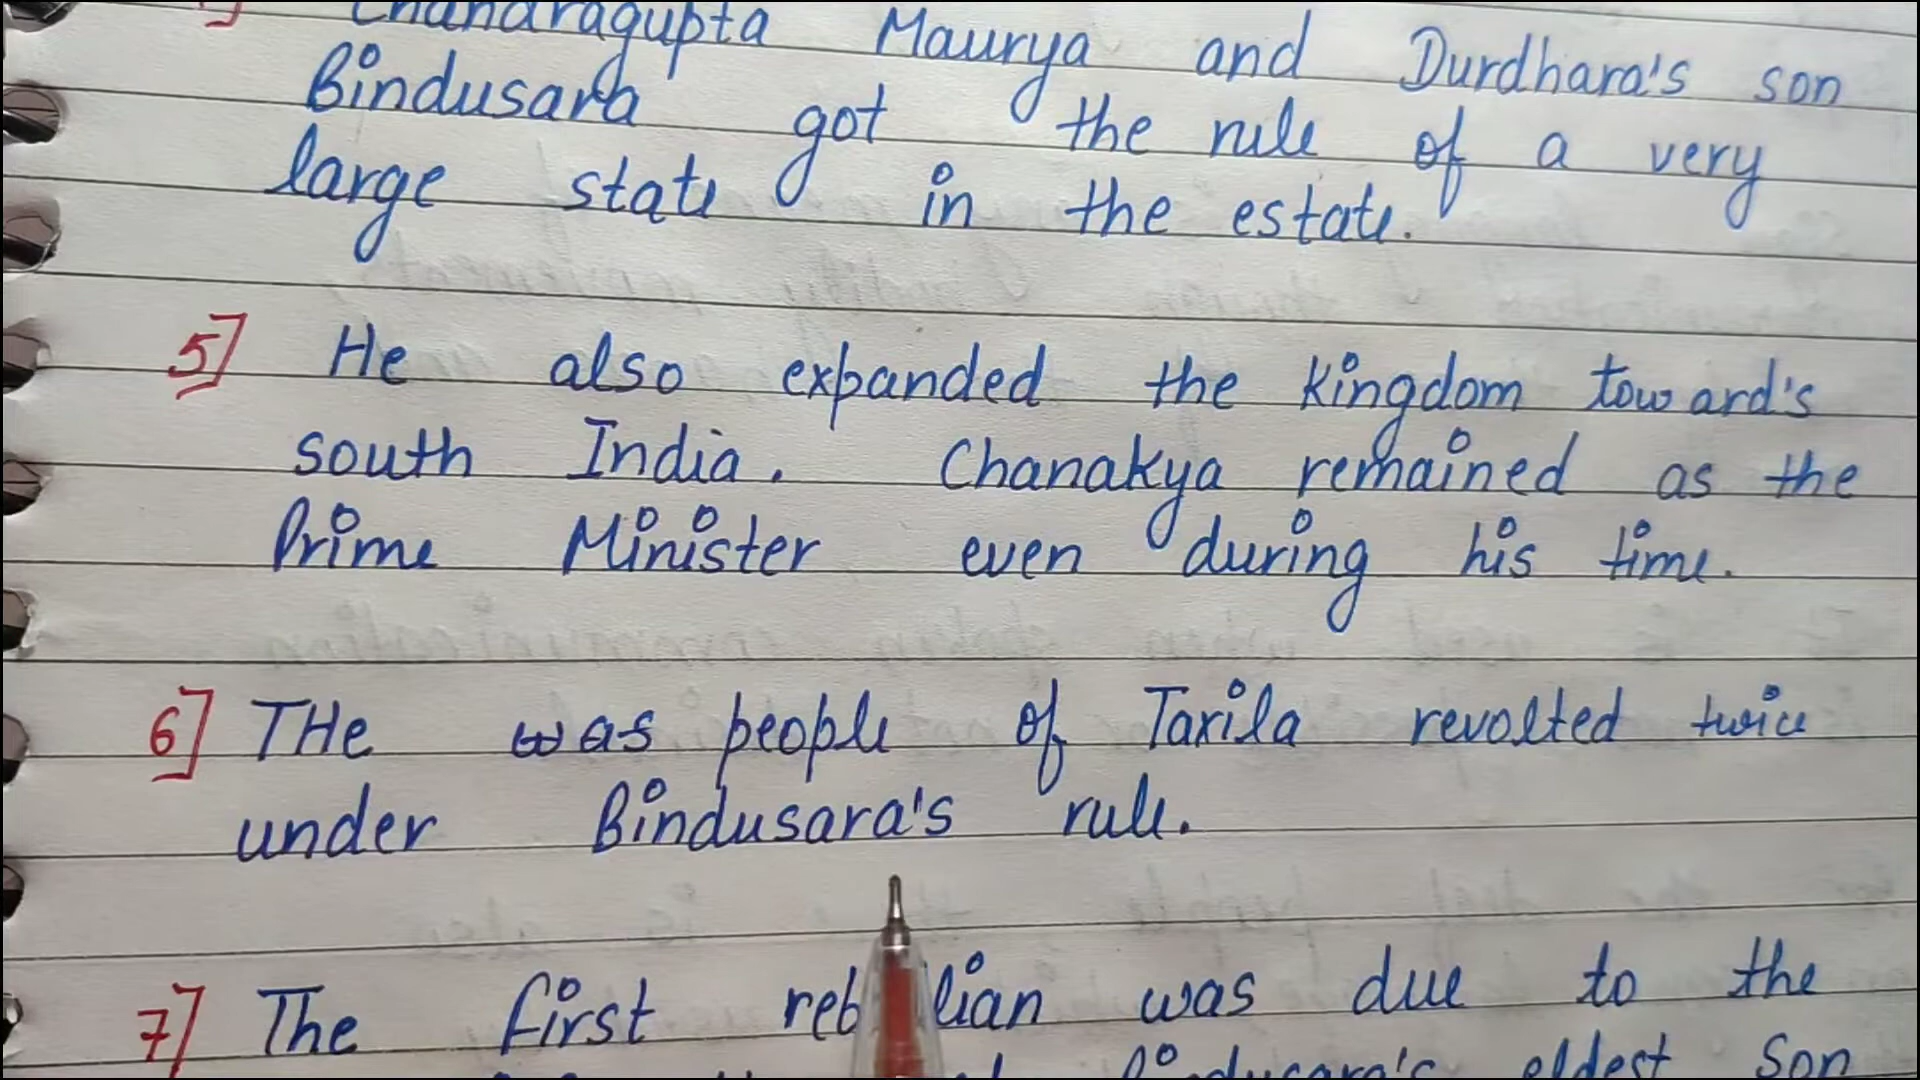 Chandragupta Maurya and Durdhara's son
Bindusara got the rule of a very
large state in the estate.
5] He also expanded the kingdom toward's
south India. Chanakya remained as the
Prime Minister even during his time.
6] THe was people of Taxila revolted twice
under Bindusara's rule.
7] The first lian was due to the
Bindusara's eldest son